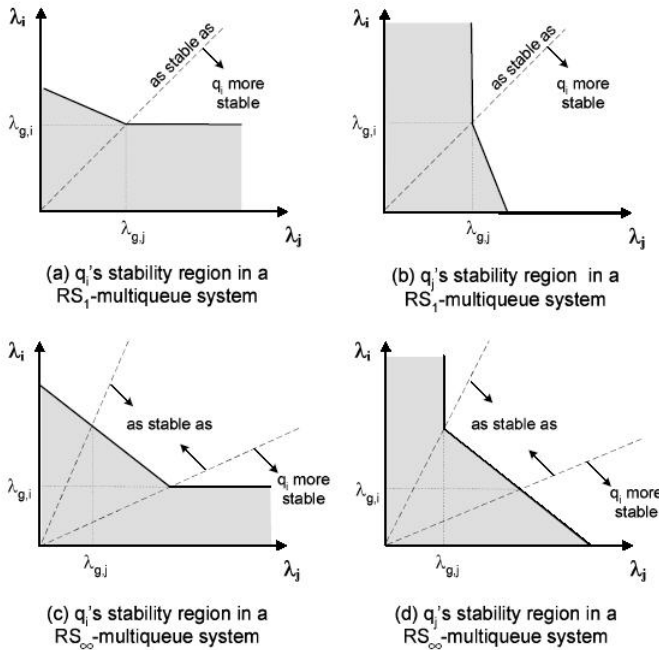 λi
as stable as
qi more
stable
λg,i
λg,j
λj
(a) qi's stability region in a
RS1-multiqueue system
λi
as stable as
qi more
stable
λg,i
λg,j
λj
(b) qj's stability region in a
RS1-multiqueue system
λi
as stable as
qi more
stable
λg,i
λg,j
λj
(c) qi's stability region in a
RS∞-multiqueue system
λi
as stable as
qi more
stable
λg,i
λg,j
λj
(d) qj's stability region in a
RS∞-multiqueue system